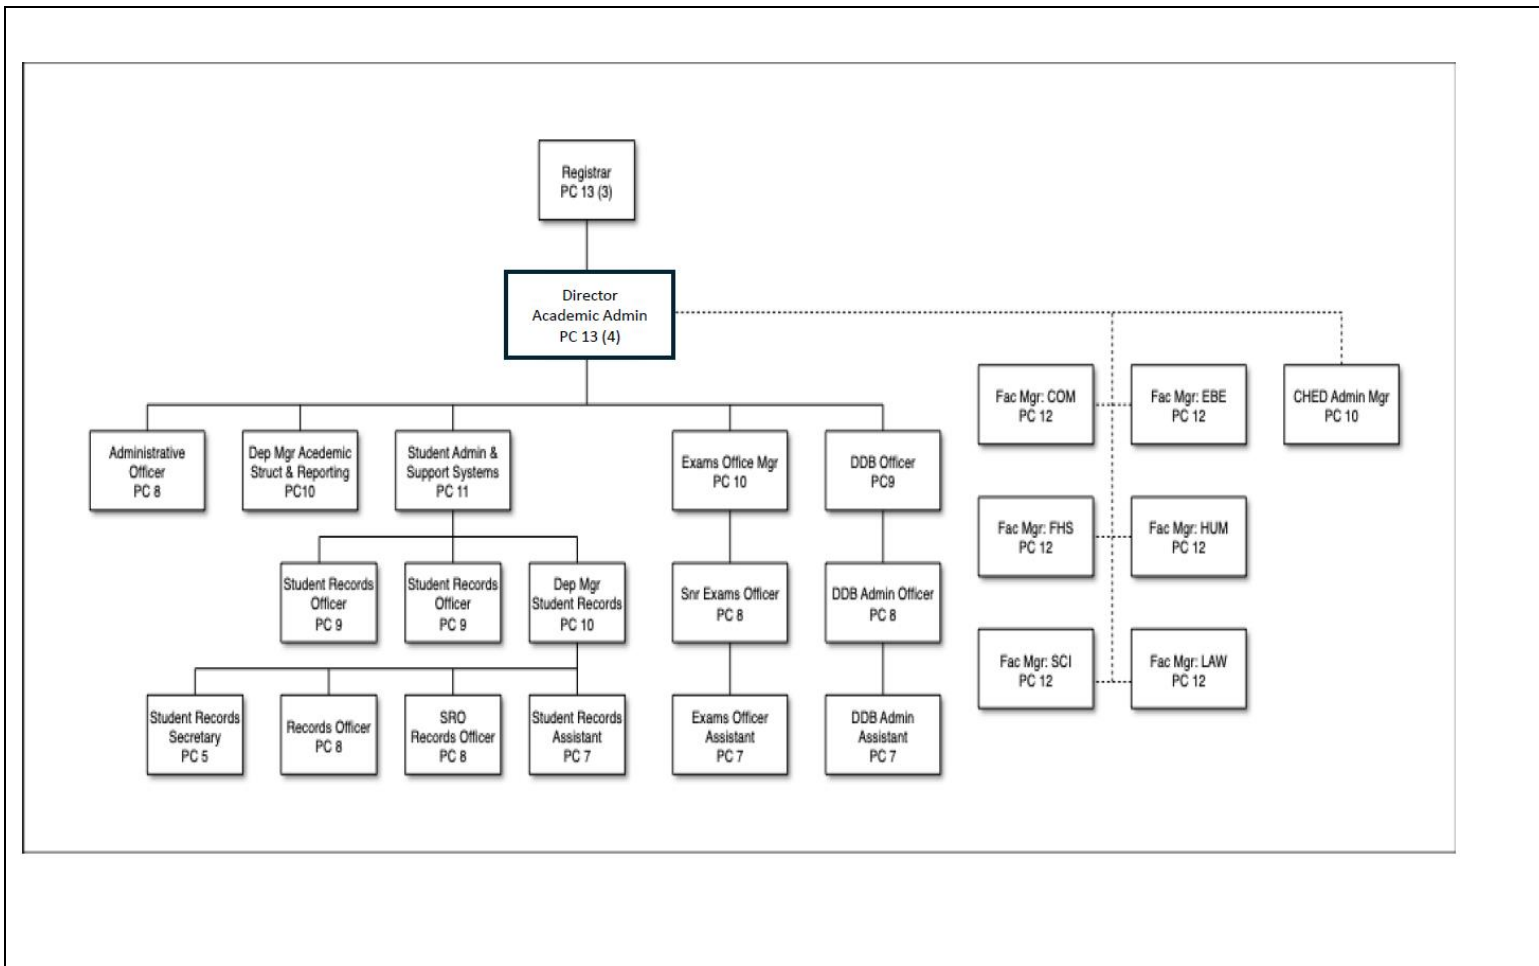 Registrar
PC 13 (3)
Director
Academic Admin
PC 13 (4)
Fac Mgr: COM
PC 12
Fac Mgr: EBE
PC 12
CHED Admin Mgr
PC 10
Administrative
Officer
PC 8
Dep Mgr Acedemic
Struct & Reporting
PC10
Student Admin &
Support Systems
PC 11
Exams Office Mgr
PC 10
DDB Officer
PC9
Fac Mgr: FHS
PC 12
Fac Mgr: HUM
PC 12
Student Records
Officer
PC 9
Student Records
Officer
PC 9
Dep Mgr
Student Records
PC 10
Snr Exams Officer
PC 8
DDB Admin Officer
PC 8
Fac Mgr: SCI
PC 12
Fac Mgr: LAW
PC 12
Student Records
Secretary
PC 5
Records Officer
PC 8
SRO
Records Officer
PC 8
Student Records
Assistant
PC 7
Exams Officer
Assistant
PC 7
DDB Admin
Assistant
PC 7